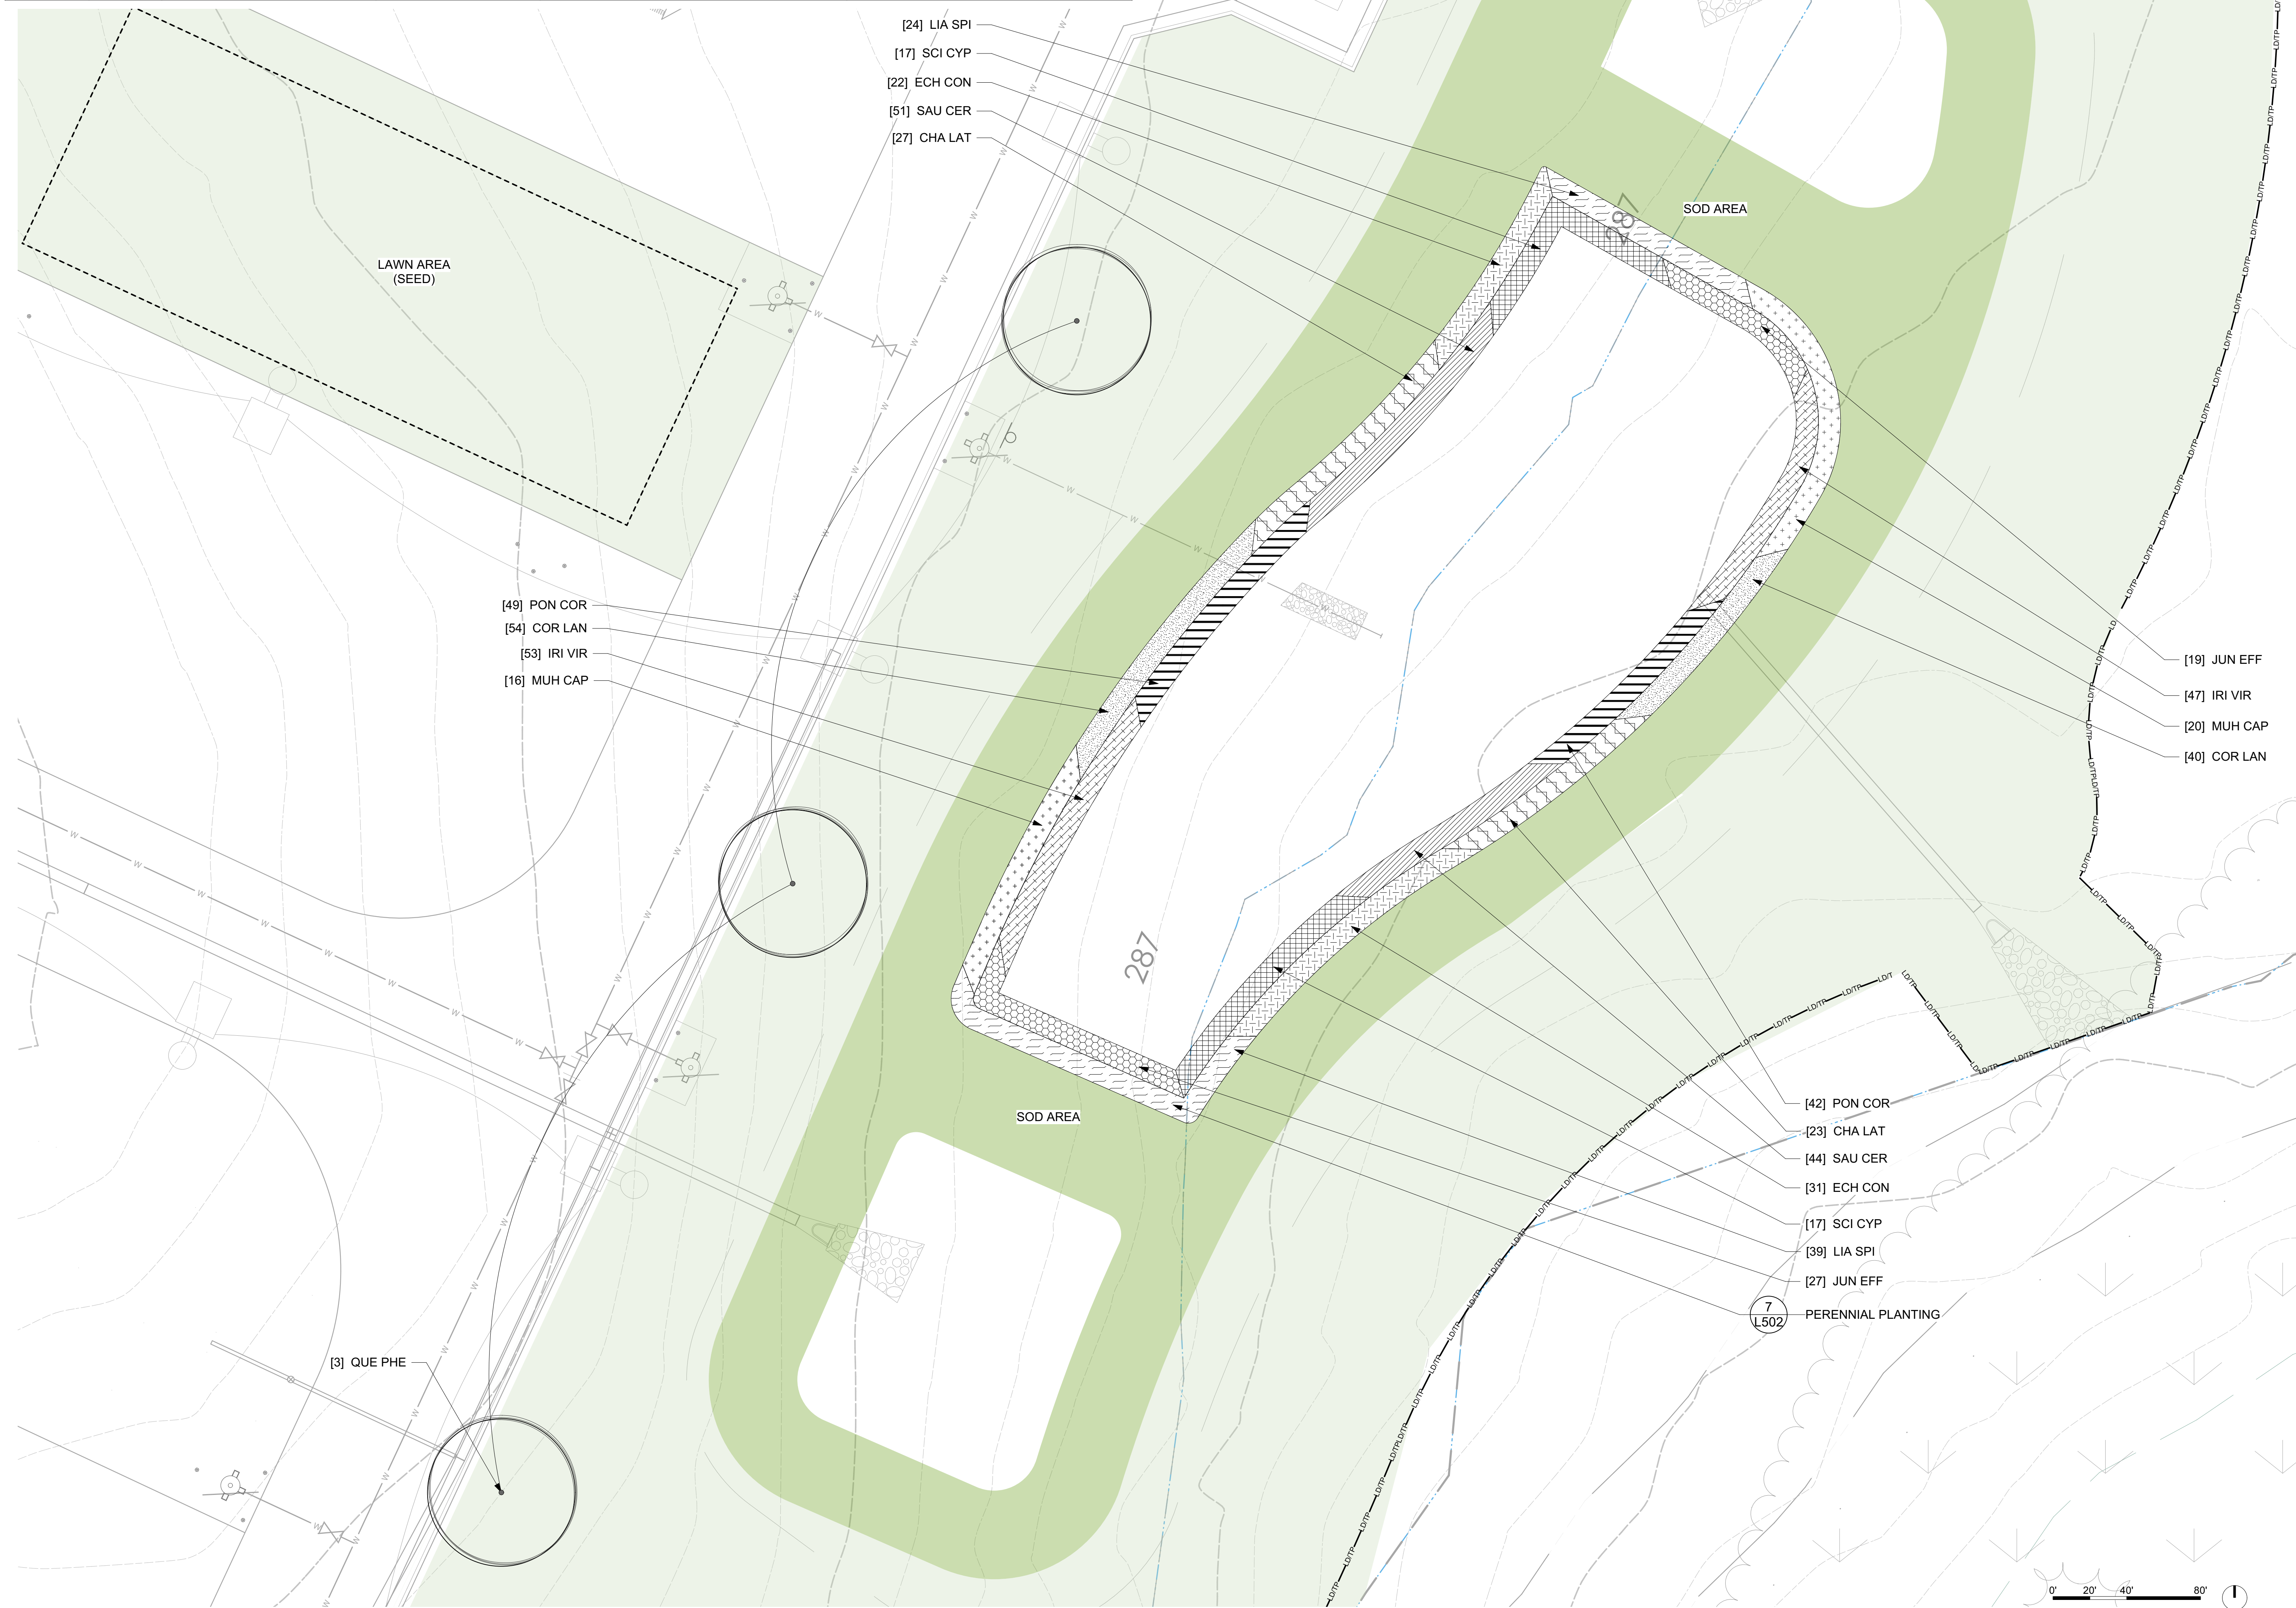 [24] LIA SPI
[17] SCI CYP
[22] ECH CON
[51] SAU CER
[27] CHA LAT
SOD AREA
287
LAWN AREA
(SEED)
[49] PON COR
[54] COR LAN
[53] IRI VIR
[16] MUH CAP
[19] JUN EFF
[47] IRI VIR
[20] MUH CAP
[40] COR LAN
287
SOD AREA
[42] PON COR
[23] CHA LAT
[44] SAU CER
[31] ECH CON
[17] SCI CYP
[39] LIA SPI
[27] JUN EFF
7
L502
PERENNIAL PLANTING
[3] QUE PHE
W
LD/TP
0' 20' 40' 80'